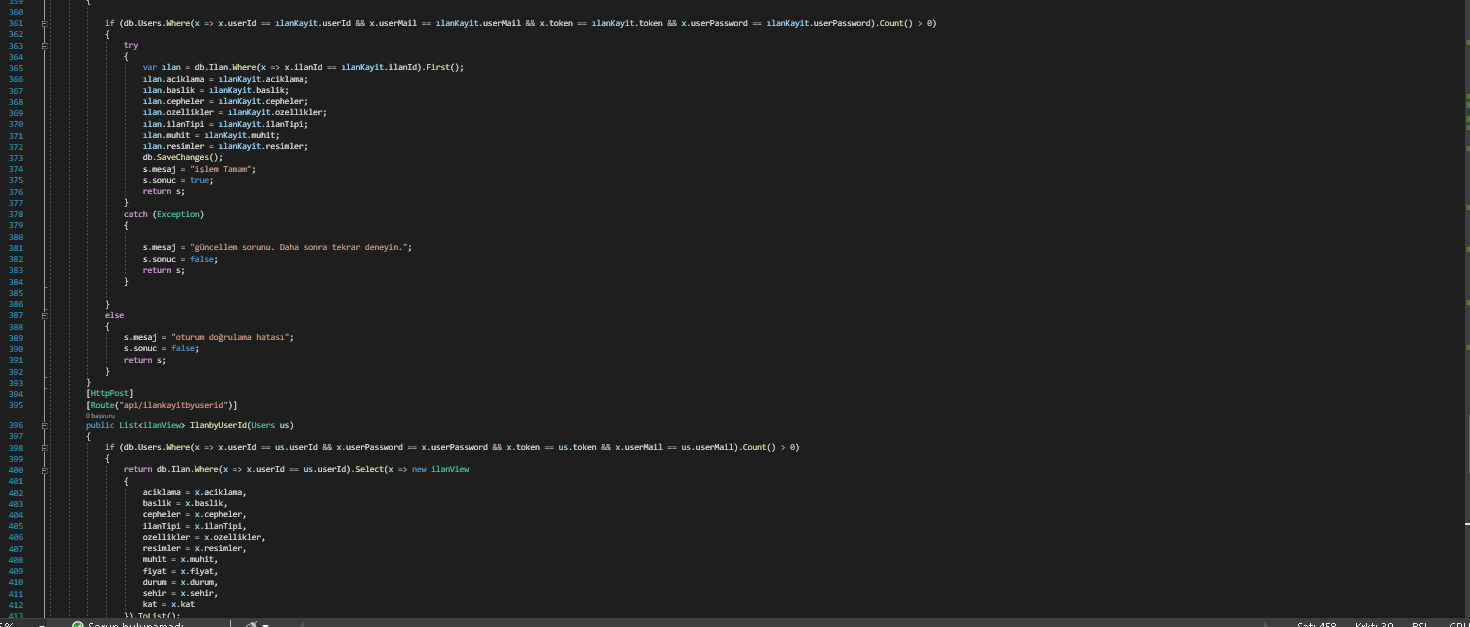 359 {
360
361 if (db.Users.Where(x => x.userId == ılanKayit.userId && x.userMail == ılanKayit.userMail && x.token == ılanKayit.token && x.userPassword == ılanKayit.userPassword).Count() > 0)
362 {
363 try
364 {
365 var ılan = db.Ilan.Where(x => x.ilanId == ılanKayit.ilanId).First();
366 ılan.aciklama = ılanKayit.aciklama;
367 ılan.baslik = ılanKayit.baslik;
368 ılan.cepheler = ılanKayit.cepheler;
369 ılan.ozellikler = ılanKayit.ozellikler;
370 ılan.ilanTipi = ılanKayit.ilanTipi;
371 ılan.muhit = ılanKayit.muhit;
372 ılan.resimler = ılanKayit.resimler;
373 db.SaveChanges();
374 s.mesaj = "işlem Tamam";
375 s.sonuc = true;
376 return s;
377 }
378 catch (Exception)
379 {
380
381 s.mesaj = "güncellem sorunu. Daha sonra tekrar deneyin.";
382 s.sonuc = false;
383 return s;
384 }
385
386 }
387 else
388 {
389 s.mesaj = "oturum doğrulama hatası";
390 s.sonuc = false;
391 return s;
392 }
393 }
394 [HttpPost]
395 [Route("api/ilankayitbyuserid")]
0 başvuru
396 public List<ilanView> IlanbyUserId(Users us)
397 {
398 if (db.Users.Where(x => x.userId == us.userId && x.userPassword == x.userPassword && x.token == us.token && x.userMail == us.userMail).Count() > 0)
399 {
400 return db.Ilan.Where(x => x.userId == us.userId).Select(x => new ilanView
401 {
402 aciklama = x.aciklama,
403 baslik = x.baslik,
404 cepheler = x.cepheler,
405 ilanTipi = x.ilanTipi,
406 ozellikler = x.ozellikler,
407 resimler = x.resimler,
408 muhit = x.muhit,
409 fiyat = x.fiyat,
410 durum = x.durum,
411 sehir = x.sehir,
412 kat = x.kat
413 }).ToList();
Sorun bulunamadı Satı 458 Krkt: 30